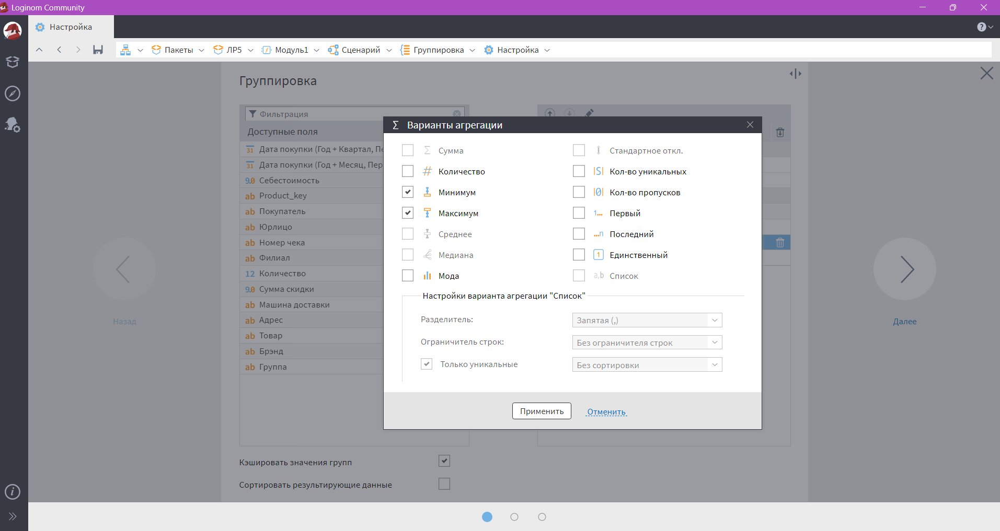 Loginom Community
Настройка
Пакеты
ЛР5
Модуль1
Сценарий
Группировка
Настройка
Группировка
Фильтрация
Доступные поля
31 Дата покупки (Год + Квартал, Пе
31 Дата покупки (Год + Месяц, Пер
9.0 Себестоимость
ab Product_key
ab Покупатель
ab Юрлицо
ab Номер чека
ab Филиал
12 Количество
9.0 Сумма скидки
ab Машина доставки
ab Адрес
ab Товар
ab Брэнд
ab Группа
Назад
Далее
Σ Варианты агрегации
Σ Сумма
# Количество
Минимум
Максимум
Среднее
Медиана
Мода
Стандартное откл.
|S| Кол-во уникальных
|0| Кол-во пропусков
1... Первый
...n Последний
1 Единственный
a,b Список
Настройки варианта агрегации "Список"
Разделитель:
Запятая (,)
Ограничитель строк:
Без ограничителя строк
Только уникальные
Без сортировки
Применить
Отменить
Кэшировать значения групп
Сортировать результирующие данные